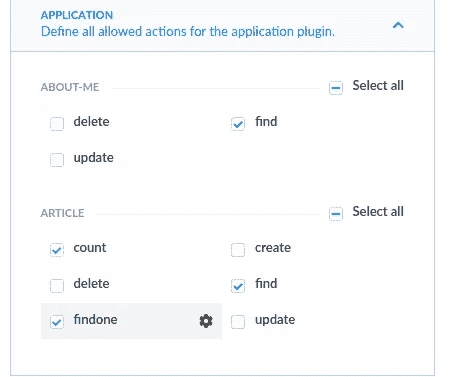 APPLICATION
Define all allowed actions for the application plugin.
ABOUT-ME Select all
delete find
update
ARTICLE Select all
count create
delete find
findone update